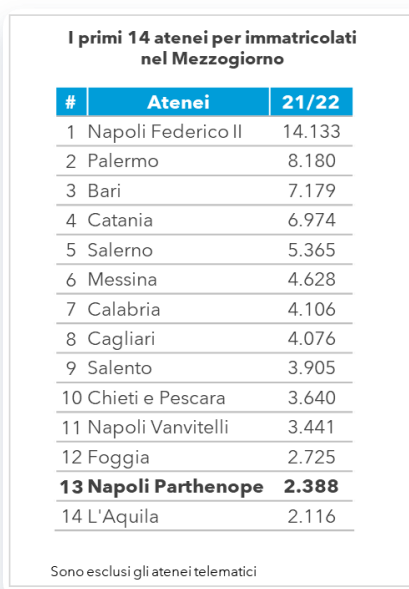 I primi 14 atenei per immatricolati
nel Mezzogiorno
# Atenei 21/22
1 Napoli Federico II 14.133
2 Palermo 8.180
3 Bari 7.179
4 Catania 6.974
5 Salerno 5.365
6 Messina 4.628
7 Calabria 4.106
8 Cagliari 4.076
9 Salento 3.905
10 Chieti e Pescara 3.640
11 Napoli Vanvitelli 3.441
12 Foggia 2.725
13 Napoli Parthenope 2.388
14 L'Aquila 2.116
Sono esclusi gli atenei telematici